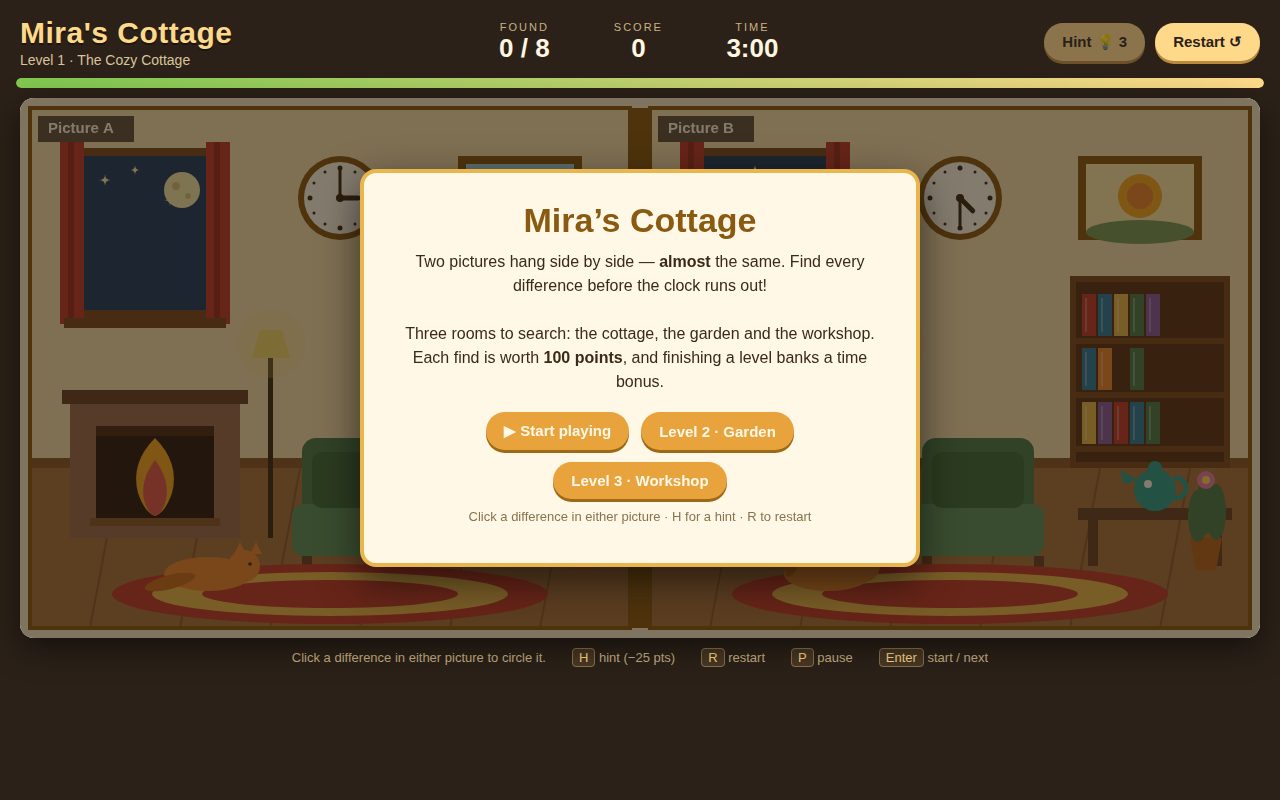 Mira's Cottage
Level 1 · The Cozy Cottage
FOUND
0 / 8
SCORE
0
TIME
3:00
Hint 💡 3
Restart ↺
Picture A
Picture B
Mira’s Cottage
Two pictures hang side by side — almost the same. Find every
difference before the clock runs out!
Three rooms to search: the cottage, the garden and the workshop.
Each find is worth 100 points, and finishing a level banks a time
bonus.
▶ Start playing
Level 2 · Garden
Level 3 · Workshop
Click a difference in either picture · H for a hint · R to restart
Click a difference in either picture to circle it. H hint (−25 pts) R restart P pause Enter start / next